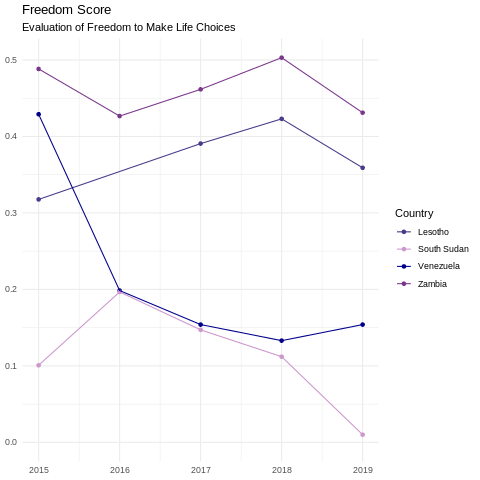 Freedom Score
Evaluation of Freedom to Make Life Choices
0.5
0.4
0.3
0.2
0.1
0.0
2015 2016 2017 2018 2019
Country
Lesotho
South Sudan
Venezuela
Zambia